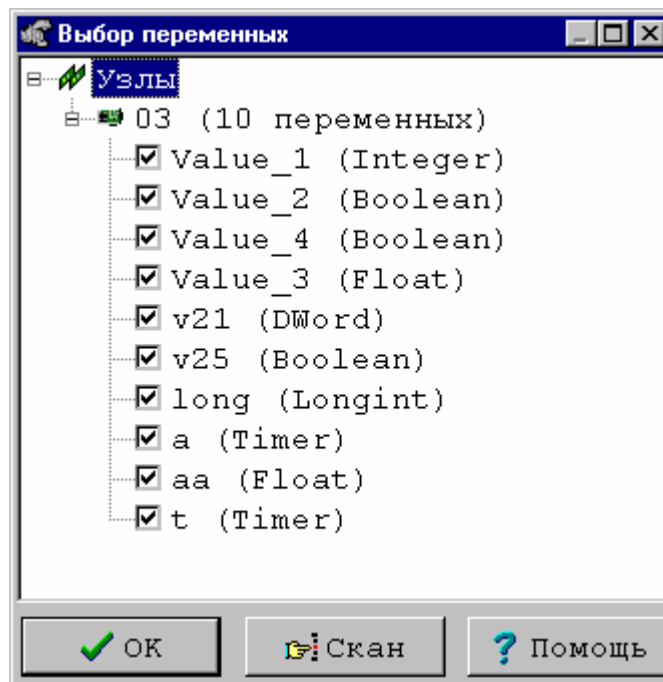 Выбор переменных
Узлы
03 (10 переменных)
Value_1 (Integer)
Value_2 (Boolean)
Value_4 (Boolean)
Value_3 (Float)
v21 (DWord)
v25 (Boolean)
long (Longint)
a (Timer)
aa (Float)
t (Timer)
OK Скан Помощь